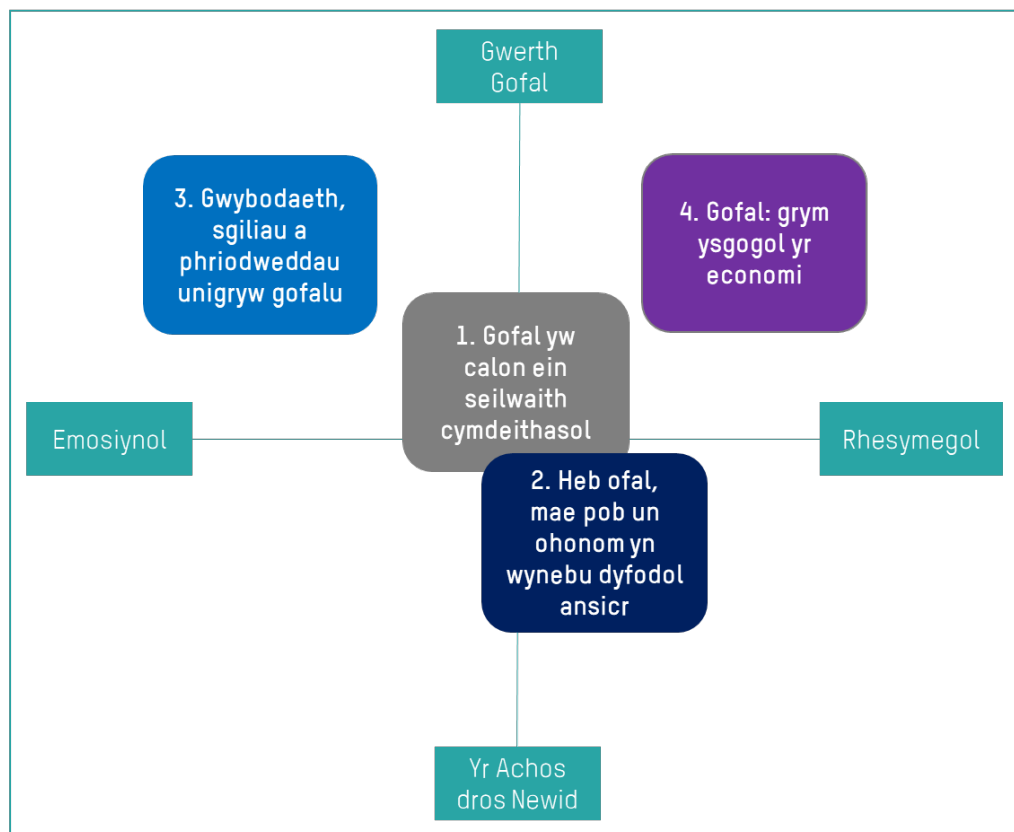 Gwerth
Gofal
3. Gwybodaeth,
sgiliau a
phriodweddau
unigryw gofalu
4. Gofal: grym
ysgogol yr
economi
1. Gofal yw
calon ein
seilwaith
cymdeithasol
Emosiynol
Rhesymegol
2. Heb ofal,
mae pob un
ohonom yn
wynebu dyfodol
ansicr
Yr Achos
dros Newid